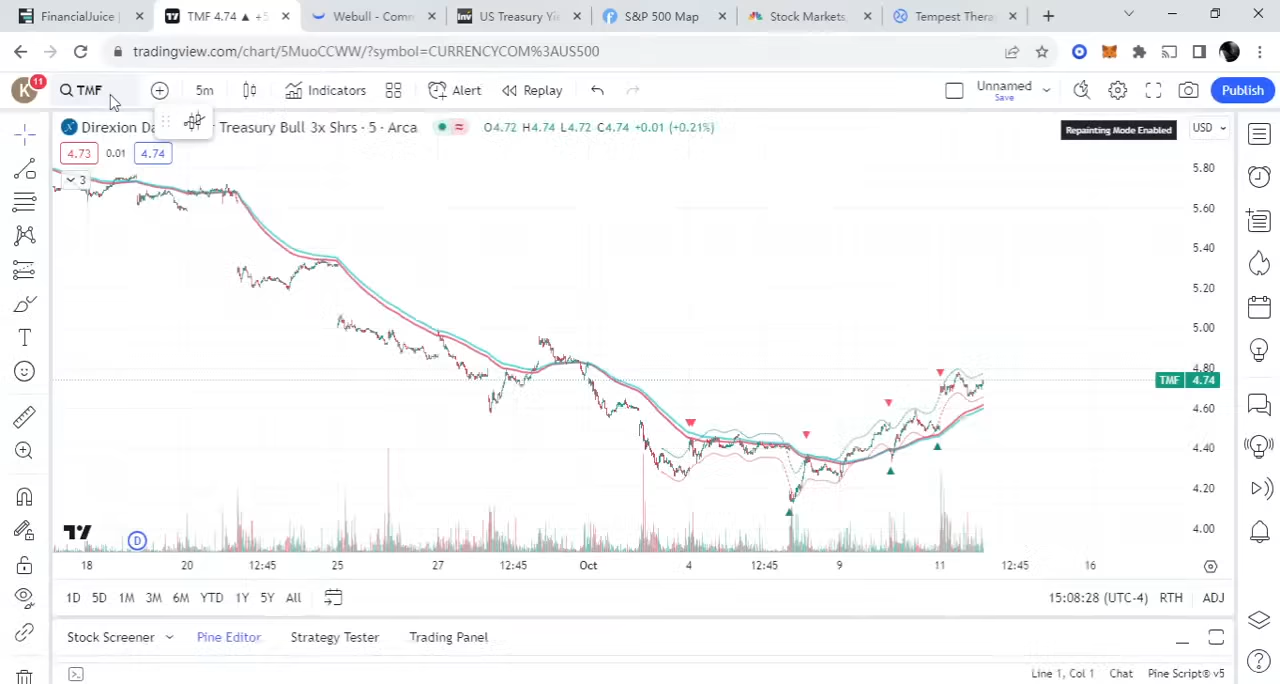 FinancialJuice
TMF 4.74 ▲ +5
Webull - Comm
Inv US Treasury Yie
S&P 500 Map
Stock Markets,
Tempest Thera
tradingview.com/chart/5MuoCCWW/?symbol=CURRENCYCOM%3AUS500
K 11
TMF
5m
Indicators
Alert
Replay
Unnamed
Save
Publish
Direxion Da
Treasury Bull 3x Shrs · 5 · Arca
O4.72 H4.74 L4.72 C4.74 +0.01 (+0.21%)
Repainting Mode Enabled
USD
4.73 0.01 4.74
3
5.80
5.60
5.40
5.20
5.00
4.80
TMF 4.74
4.60
4.40
4.20
4.00
D
18 20 12:45 25 27 12:45 Oct 4 12:45 9 11 12:45 16
1D 5D 1M 3M 6M YTD 1Y 5Y All
15:08:28 (UTC-4) RTH ADJ
Stock Screener Pine Editor Strategy Tester Trading Panel
Line 1, Col 1 Chat Pine Script® v5